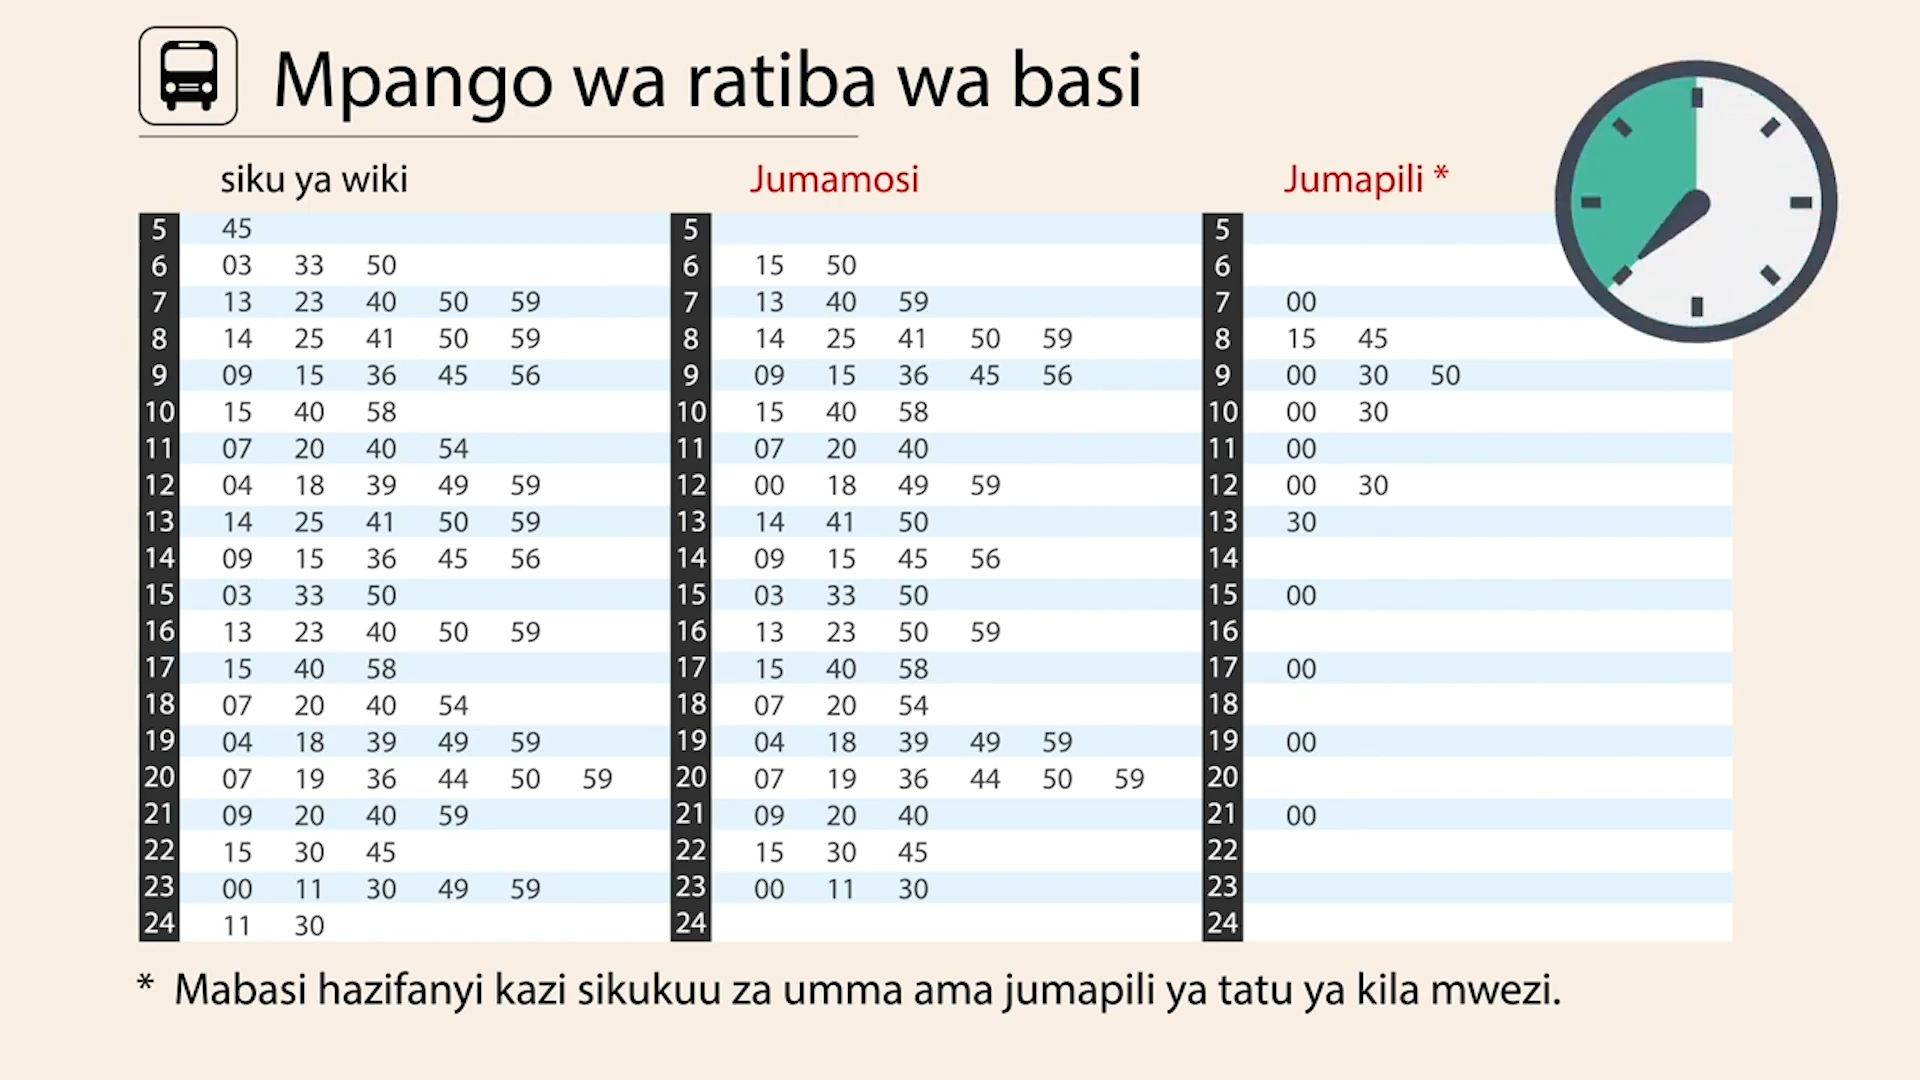 Mpango wa ratiba wa basi
siku ya wiki Jumamosi Jumapili *
5 45 5 5
6 03 33 50 6 15 50 6
7 13 23 40 50 59 7 13 40 59 7 00
8 14 25 41 50 59 8 14 25 41 50 59 8 15 45
9 09 15 36 45 56 9 09 15 36 45 56 9 00 30 50
10 15 40 58 10 15 40 58 10 00 30
11 07 20 40 54 11 07 20 40 11 00
12 04 18 39 49 59 12 00 18 49 59 12 00 30
13 14 25 41 50 59 13 14 41 50 13 30
14 09 15 36 45 56 14 09 15 45 56 14
15 03 33 50 15 03 33 50 15 00
16 13 23 40 50 59 16 13 23 50 59 16
17 15 40 58 17 15 40 58 17 00
18 07 20 40 54 18 07 20 54 18
19 04 18 39 49 59 19 04 18 39 49 59 19 00
20 07 19 36 44 50 59 20 07 19 36 44 50 59 20
21 09 20 40 59 21 09 20 40 21 00
22 15 30 45 22 15 30 45 22
23 00 11 30 49 59 23 00 11 30 23
24 11 30 24 24
* Mabasi hazifanyi kazi sikukuu za umma ama jumapili ya tatu ya kila mwezi.